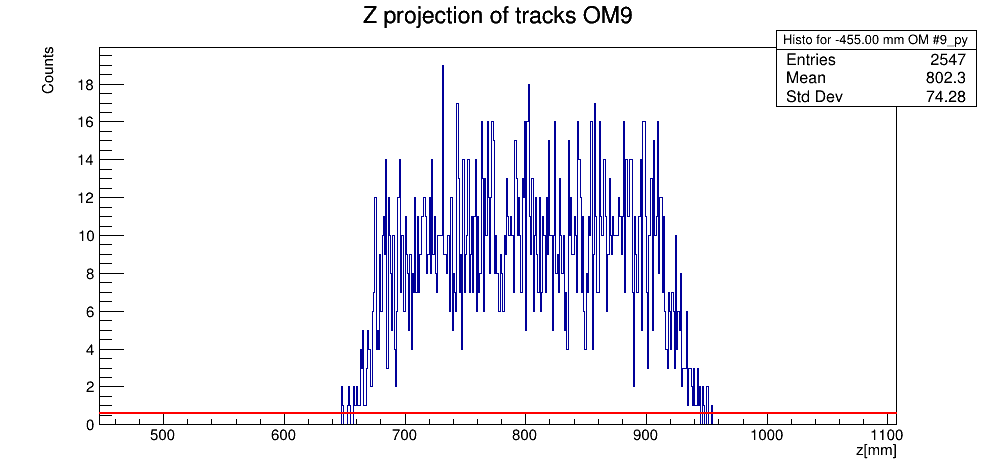 Z projection of tracks OM9
Histo for -455.00 mm OM #9_py
Entries 2547
Mean 802.3
Std Dev 74.28
Counts
18
16
14
12
10
8
6
4
2
0
500 600 700 800 900 1000 1100
z[mm]